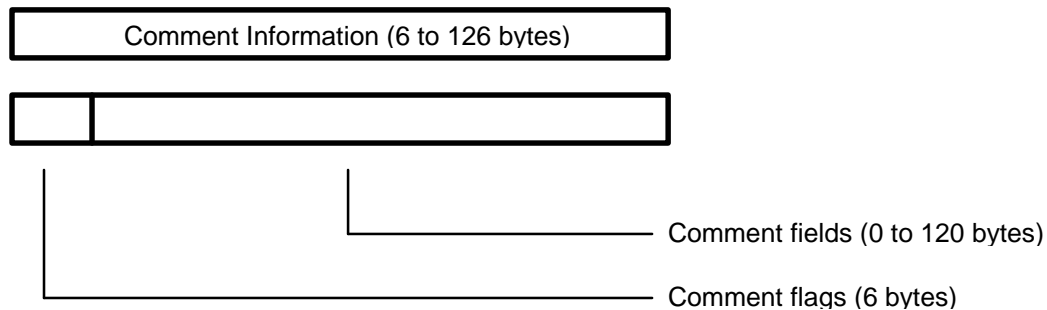 Comment Information (6 to 126 bytes)
Comment fields (0 to 120 bytes)
Comment flags (6 bytes)